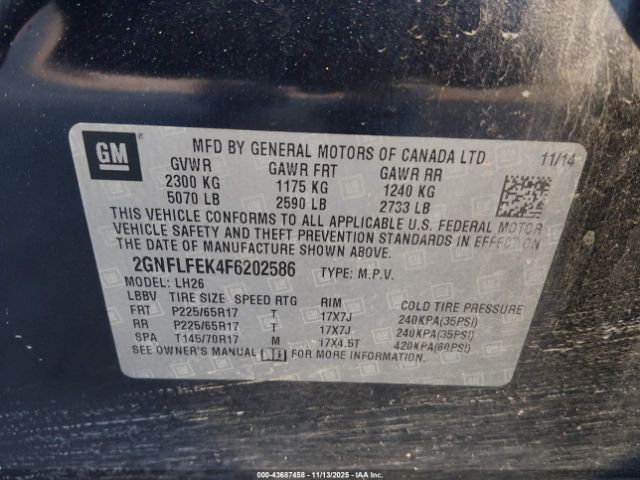 GM ®
MFD BY GENERAL MOTORS OF CANADA LTD 11/14
GVWR GAWR FRT GAWR RR
2300 KG 1175 KG 1240 KG
5070 LB 2590 LB 2733 LB
THIS VEHICLE CONFORMS TO ALL APPLICABLE U.S. FEDERAL MOTOR
VEHICLE SAFETY AND THEFT PREVENTION STANDARDS IN EFFECT ON
THE DATE OF MANUFACTURE SHOWN ABOVE.
2GNFLFEK4F6202586 TYPE: M.P.V.
MODEL: LH26
LBBV TIRE SIZE SPEED RTG RIM COLD TIRE PRESSURE
FRT P225/65R17 T 17X7J 240KPA(35PSI)
RR P225/65R17 T 17X7J 240KPA(35PSI)
SPA T145/70R17 M 17X4.5T 420KPA(60PSI)
SEE OWNER'S MANUAL FOR MORE INFORMATION.
000-43687458 - 11/13/2025 - IAAI.COM